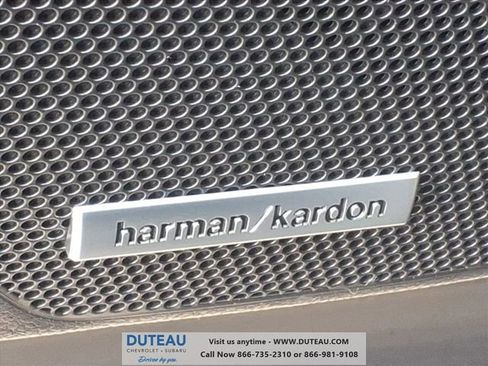 harman/kardon
DUTEAU
CHEVROLET • SUBARU
Driven by you.
Visit us anytime - WWW.DUTEAU.COM
Call Now 866-735-2310 or 866-981-9108